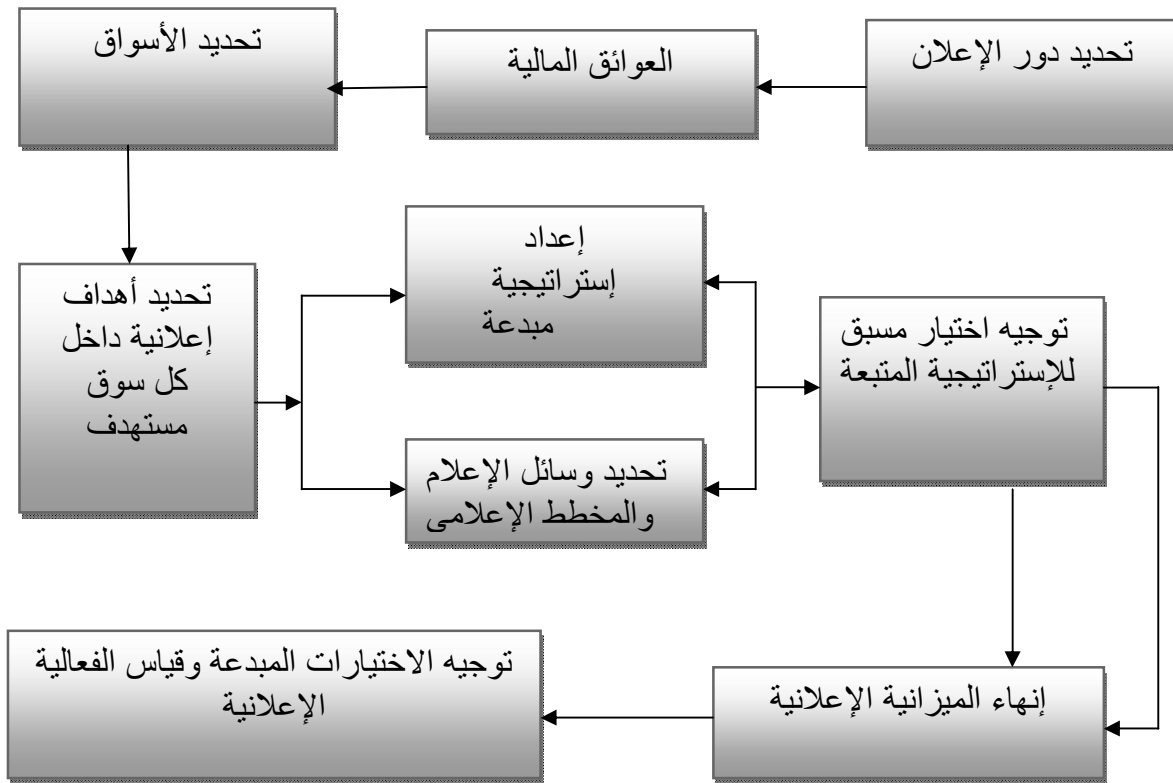 تحديد دور الإعلان
العوائق المالية
تحديد الأسواق
تحديد أهداف
إعلانية داخل
كل سوق
مستهدف
إعداد
إستراتيجية
مبدعة
تحديد وسائل الإعلام
والمخطط الإعلامى
توجيه اختيار مسبق
للإستراتيجية المتبعة
إنهاء الميزانية الإعلانية
توجيه الاختيارات المبدعة وقياس الفعالية
الإعلانية